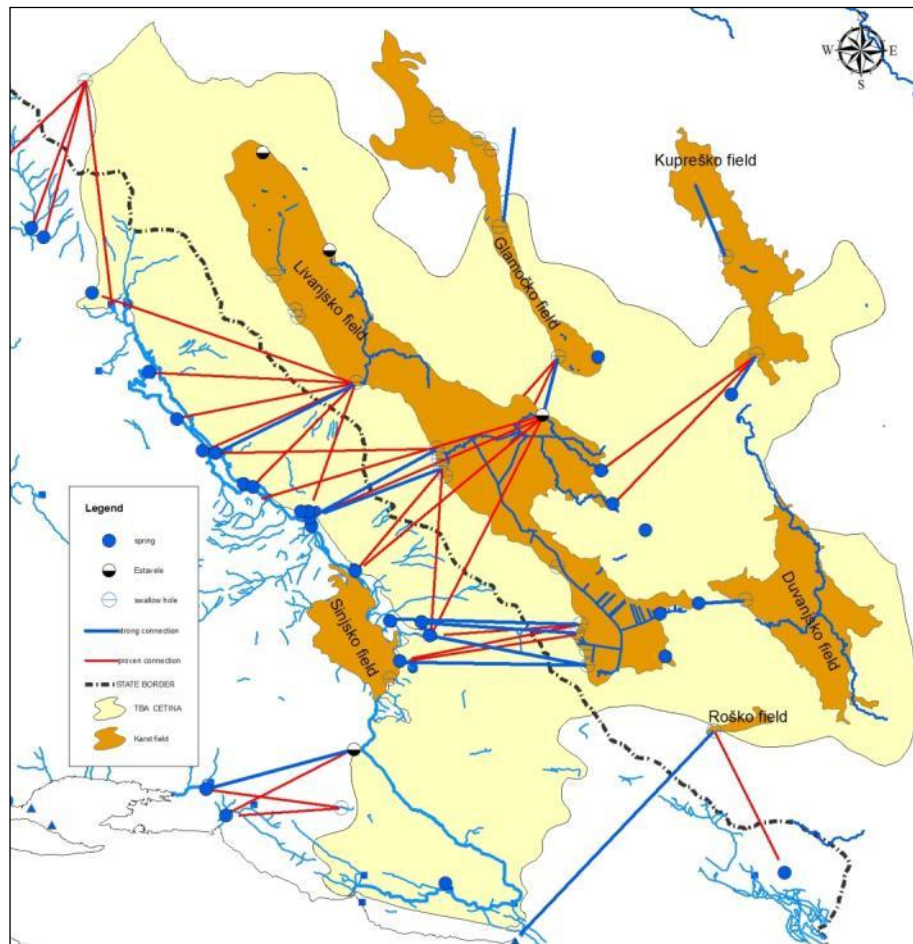 N
W E
S
Kupreško field
Glamočko field
Livanjsko field
Legend
spring
Estavele
swallow hole
strong connection
proven connection
STATE BORDER
TBA CETINA
Karst field
Sinjsko field
Duvanjsko field
Roško field